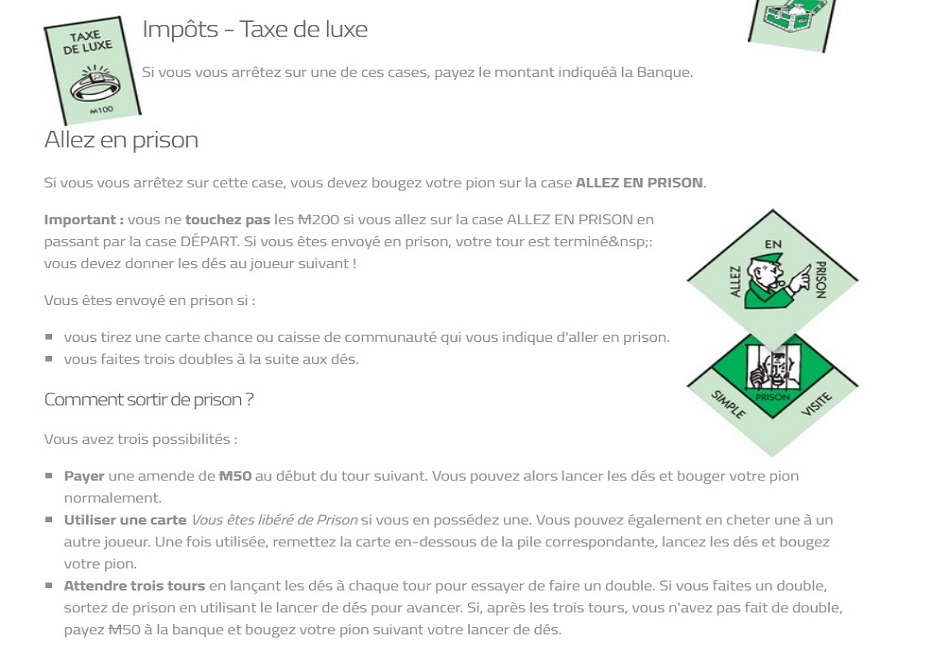 TAXE
DE LUXE
₩100
Impôts - Taxe de luxe
Si vous vous arrêtez sur une de ces cases, payez le montant indiquéà la Banque.
Allez en prison
Si vous vous arrêtez sur cette case, vous devez bougez votre pion sur la case ALLEZ EN PRISON.
Important : vous ne touchez pas les ₩200 si vous allez sur la case ALLEZ EN PRISON en
passant par la case DÉPART. Si vous êtes envoyé en prison, votre tour est terminé&nsp;:
vous devez donner les dés au joueur suivant !
ALLEZ
EN
PRISON
Vous êtes envoyé en prison si :
vous tirez une carte chance ou caisse de communauté qui vous indique d'aller en prison.
vous faites trois doubles à la suite aux dés.
PRISON
SIMPLE
VISITE
Comment sortir de prison ?
Vous avez trois possibilités :
Payer une amende de ₩50 au début du tour suivant. Vous pouvez alors lancer les dés et bouger votre pion
normalement.
Utiliser une carte Vous êtes libéré de Prison si vous en possédez une. Vous pouvez également en cheter une à un
autre joueur. Une fois utilisée, remettez la carte en-dessous de la pile correspondante, lancez les dés et bougez
votre pion.
Attendre trois tours en lançant les dés à chaque tour pour essayer de faire un double. Si vous faites un double,
sortez de prison en utilisant le lancer de dés pour avancer. Si, après les trois tours, vous n'avez pas fait de double,
payez ₩50 à la banque et bougez votre pion suivant votre lancer de dés.